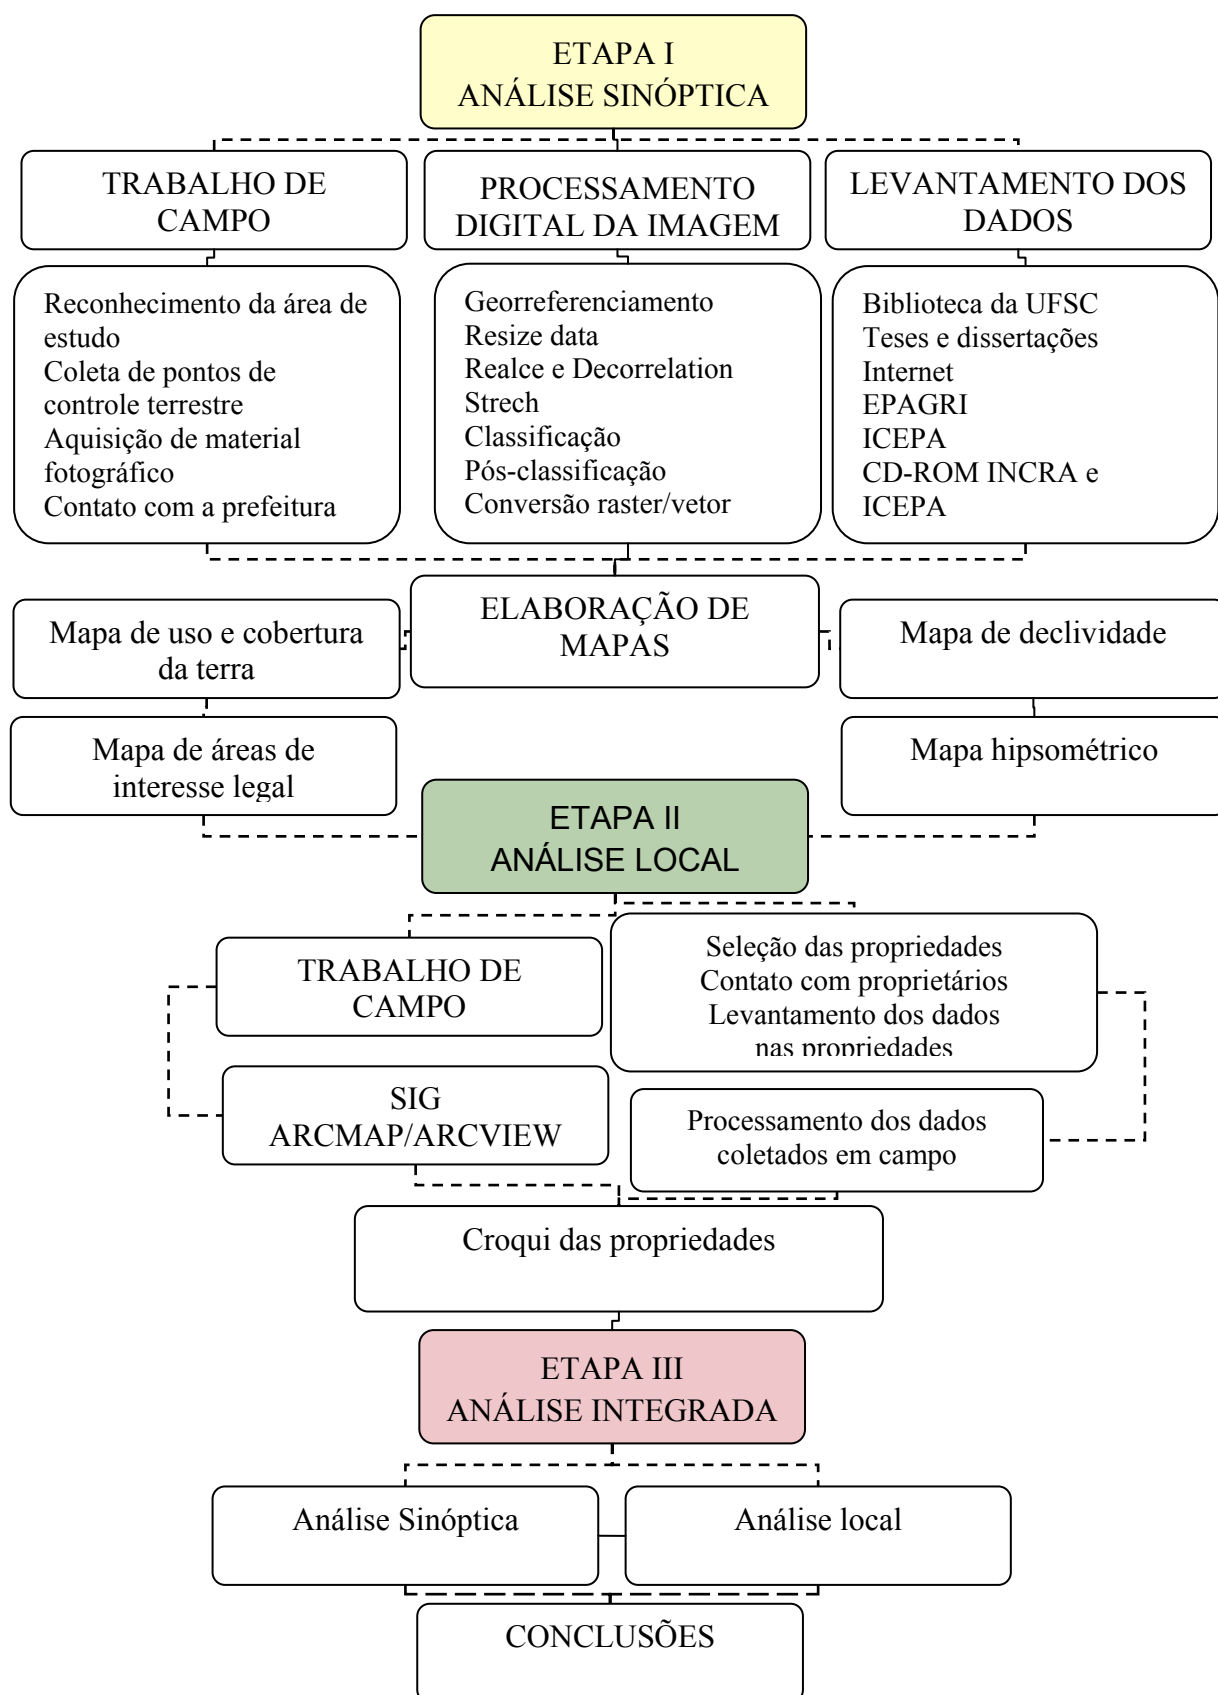 ETAPA I
ANÁLISE SINÓPTICA
TRABALHO DE
CAMPO
PROCESSAMENTO
DIGITAL DA IMAGEM
LEVANTAMENTO DOS
DADOS
Reconhecimento da área de
estudo
Coleta de pontos de
controle terrestre
Aquisição de material
fotográfico
Contato com a prefeitura
Georreferenciamento
Resize data
Realce e Decorrelation
Strech
Classificação
Pós-classificação
Conversão raster/vetor
Biblioteca da UFSC
Teses e dissertações
Internet
EPAGRI
ICEPA
CD-ROM INCRA e
ICEPA
ELABORAÇÃO DE
MAPAS
Mapa de uso e cobertura
da terra
Mapa de declividade
Mapa de áreas de
interesse legal
Mapa hipsométrico
ETAPA II
ANÁLISE LOCAL
TRABALHO DE
CAMPO
Seleção das propriedades
Contato com proprietários
Levantamento dos dados
nas propriedades
SIG
ARCMAP/ARCVIEW
Processamento dos dados
coletados em campo
Croqui das propriedades
ETAPA III
ANÁLISE INTEGRADA
Análise Sinóptica
Análise local
CONCLUSÕES